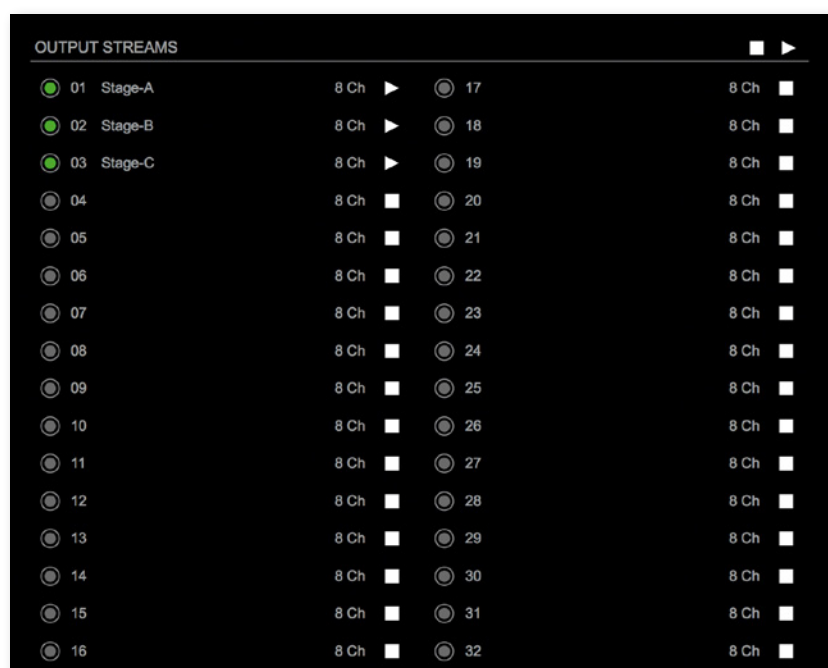 OUTPUT STREAMS
01 Stage-A 8 Ch
02 Stage-B 8 Ch
03 Stage-C 8 Ch
04 8 Ch
05 8 Ch
06 8 Ch
07 8 Ch
08 8 Ch
09 8 Ch
10 8 Ch
11 8 Ch
12 8 Ch
13 8 Ch
14 8 Ch
15 8 Ch
16 8 Ch
17 8 Ch
18 8 Ch
19 8 Ch
20 8 Ch
21 8 Ch
22 8 Ch
23 8 Ch
24 8 Ch
25 8 Ch
26 8 Ch
27 8 Ch
28 8 Ch
29 8 Ch
30 8 Ch
31 8 Ch
32 8 Ch